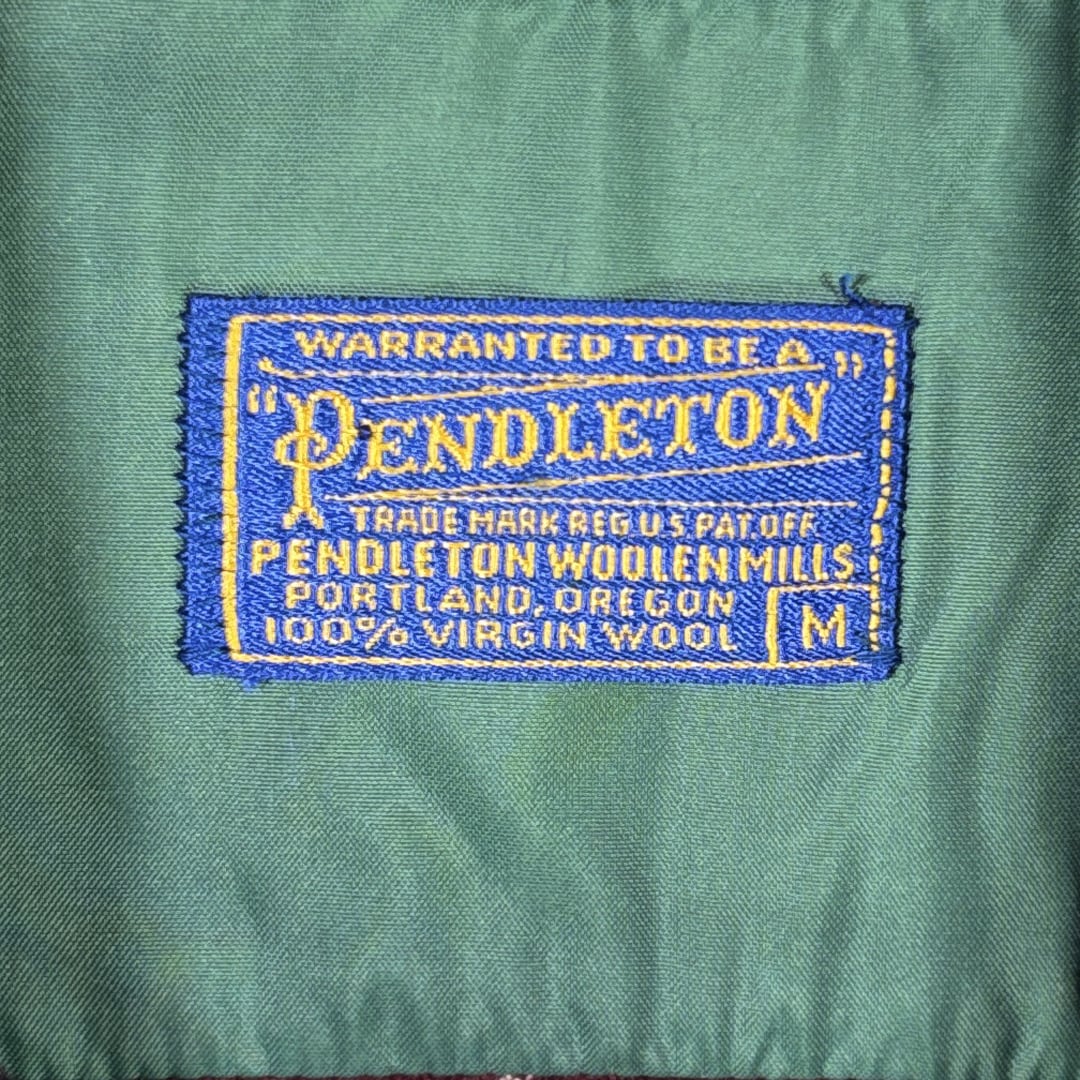 WARRANTED TO BE A
"PENDLETON"
TRADE MARK REG U.S. PAT. OFF
PENDLETON WOOLEN MILLS
PORTLAND, OREGON
100% VIRGIN WOOL
M